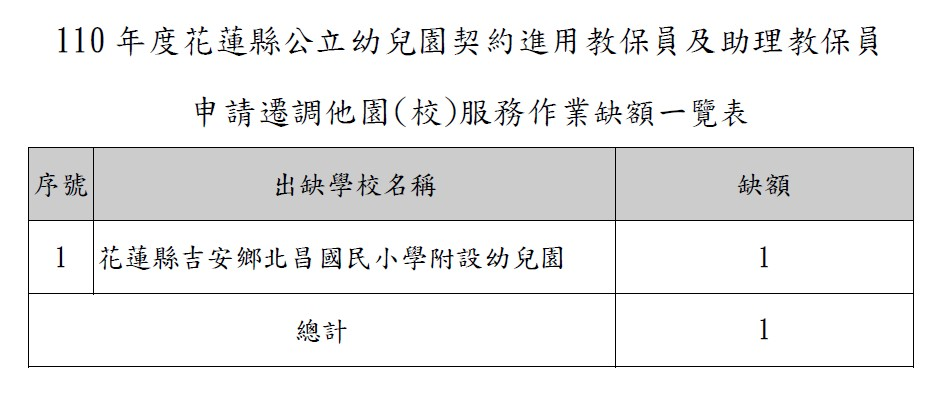 110年度花蓮縣公立幼兒園契約進用教保員及助理教保員
申請遷調他園(校)服務作業缺額一覽表
序號 出缺學校名稱 缺額
1 花蓮縣吉安鄉北昌國民小學附設幼兒園 1
總計 1